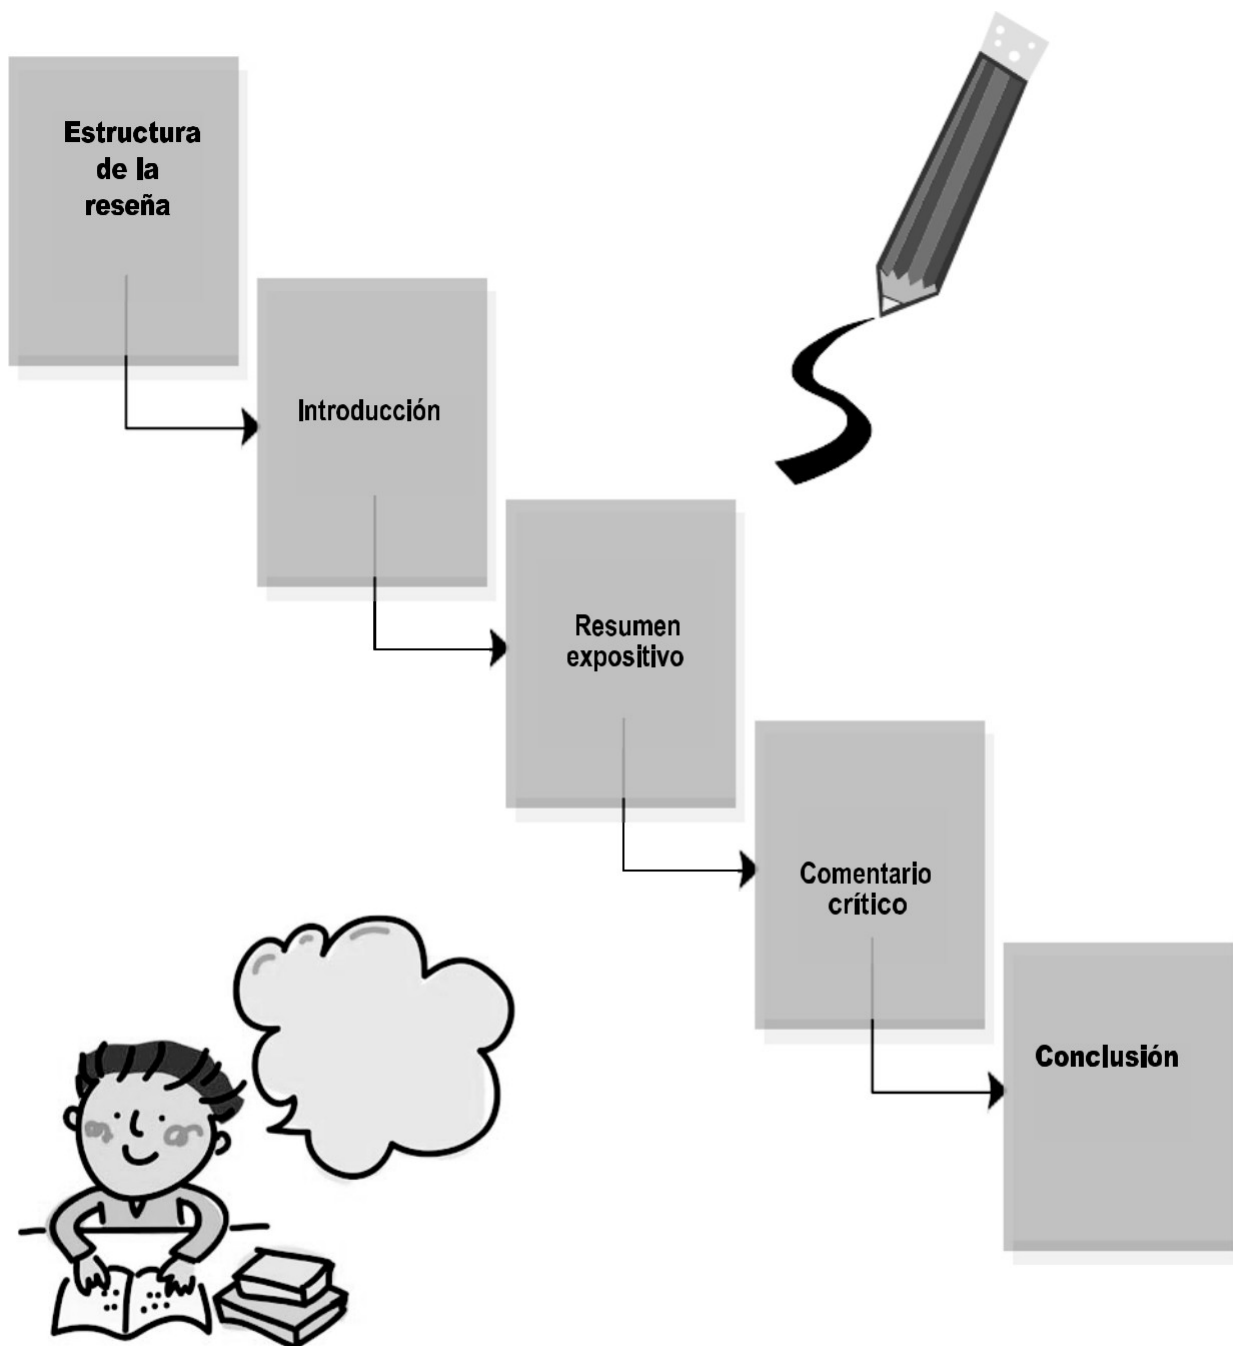 Estructura
de la
reseña
Introducción
Resumen
expositivo
Comentario
crítico
Conclusión